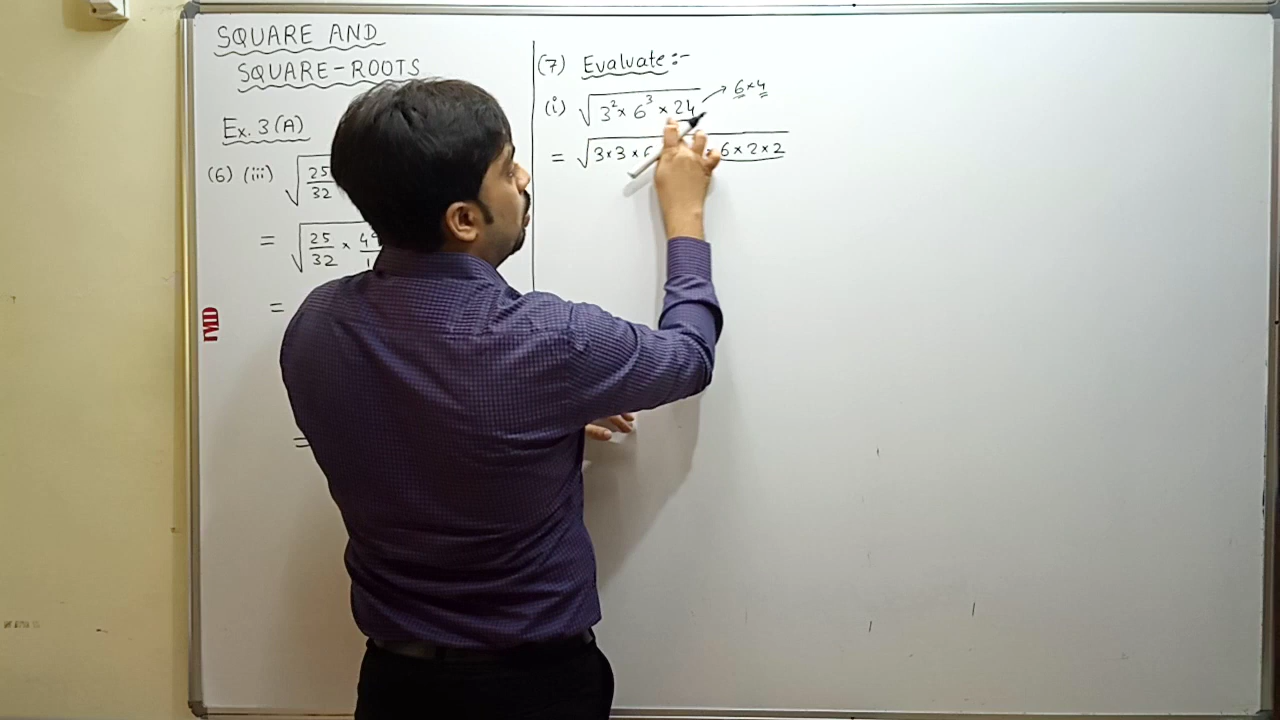 SQUARE AND
SQUARE-ROOTS
Ex. 3(A)
(6) (iii) √25/32
= √25/32 × 
=
=
(7) Evaluate :-
(i) √3² × 6³ × 24 → 6 × 4
= √3 × 3 × 6 × 6 × 2 × 2
TMD